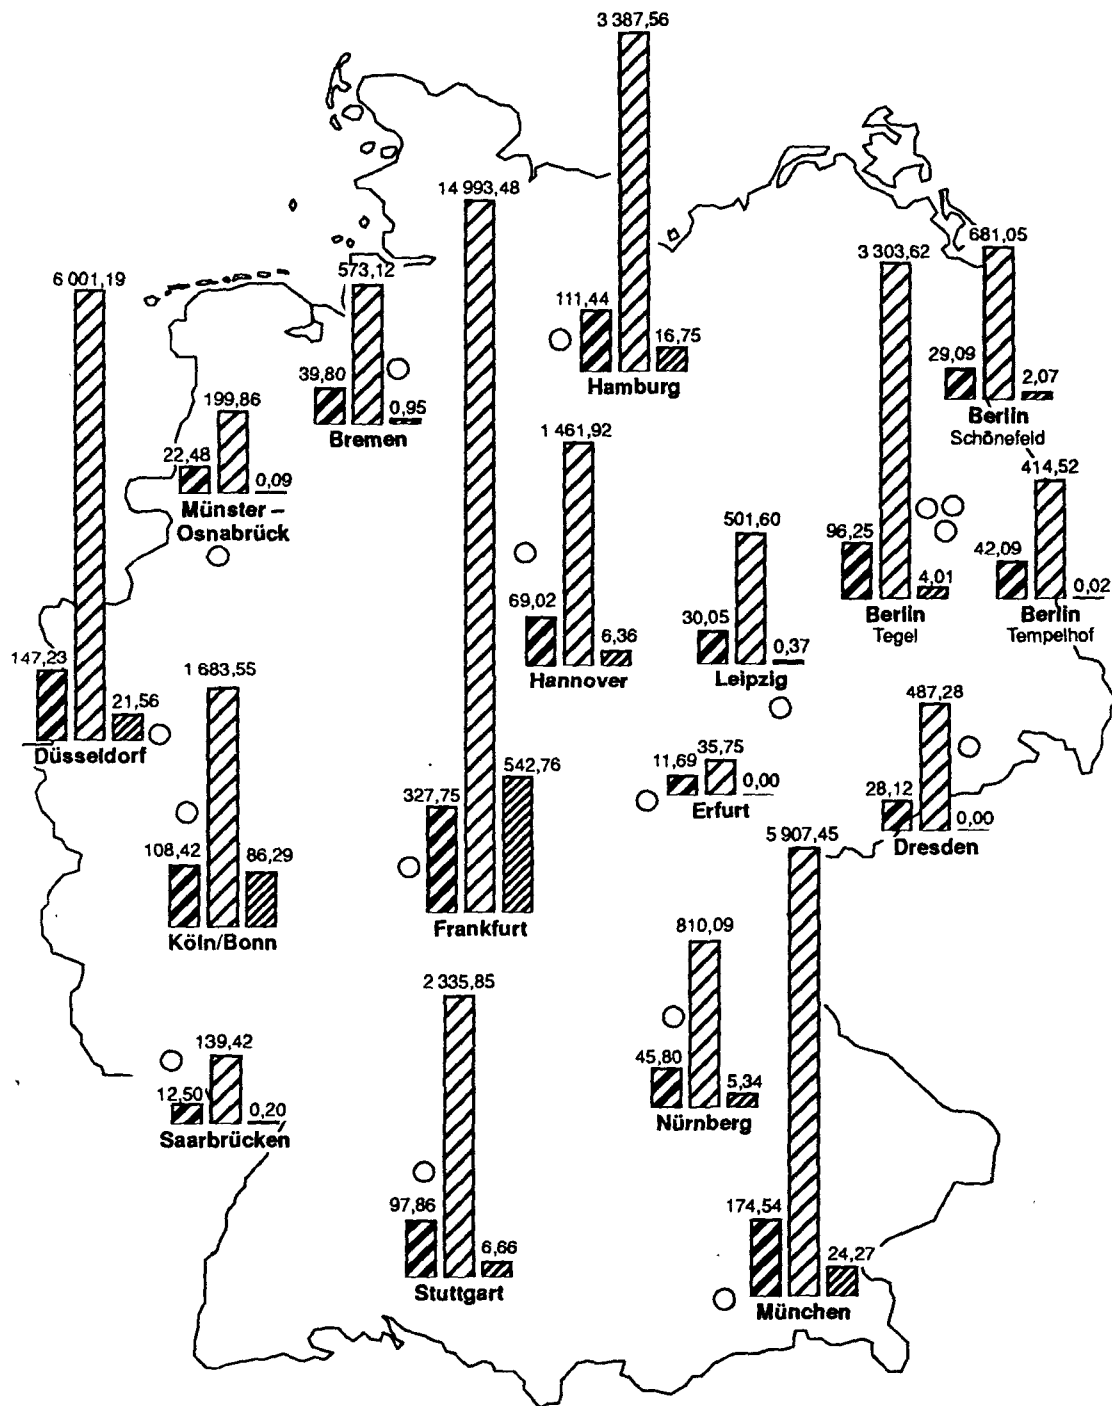 3 387,56
111,44
16,75
Hamburg
14 993,48
327,75
542,76
Frankfurt
6 001,19
147,23
21,56
Düsseldorf
573,12
39,80
0,95
Bremen
199,86
22,48
0,09
Münster –
Osnabrück
3 303,62
96,25
4,01
Berlin
Tegel
681,05
29,09
2,07
Berlin
Schönefeld
414,52
42,09
0,02
Berlin
Tempelhof
1 461,92
69,02
6,36
Hannover
501,60
30,05
0,37
Leipzig
1 683,55
108,42
86,29
Köln/Bonn
35,75
11,69
0,00
Erfurt
487,28
28,12
0,00
Dresden
5 907,45
174,54
24,27
München
810,09
45,80
5,34
Nürnberg
2 335,85
97,86
6,66
Stuttgart
139,42
12,50
0,20
Saarbrücken